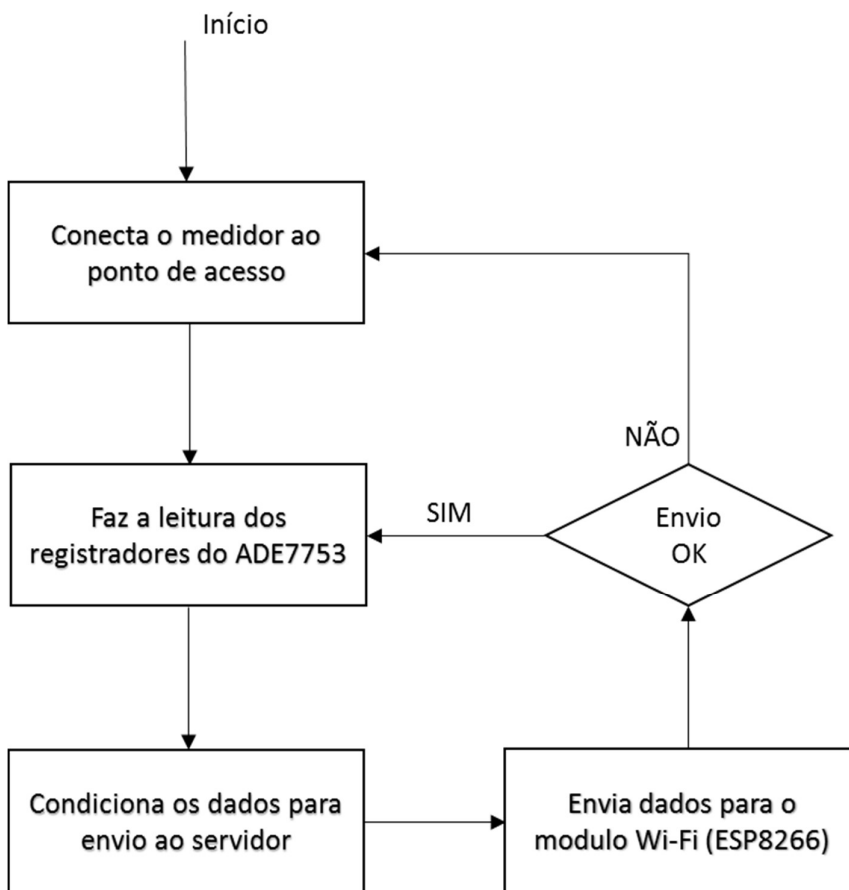 Início
Conecta o medidor ao
ponto de acesso
NÃO
Faz a leitura dos
registradores do ADE7753
SIM
Envio
OK
Condiciona os dados para
envio ao servidor
Envia dados para o
modulo Wi-Fi (ESP8266)